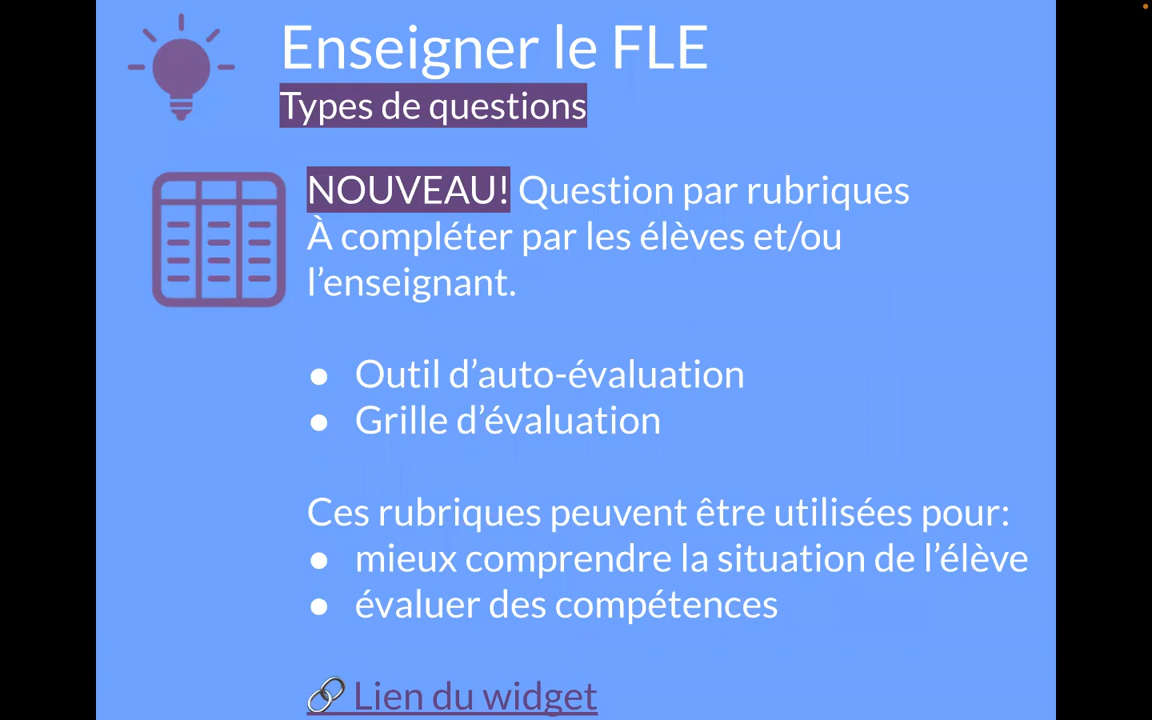 Enseigner le FLE
Types de questions
NOUVEAU! Question par rubriques
À compléter par les élèves et/ou
l’enseignant.
● Outil d’auto-évaluation
● Grille d’évaluation
Ces rubriques peuvent être utilisées pour:
● mieux comprendre la situation de l’élève
● évaluer des compétences
🔗 Lien du widget